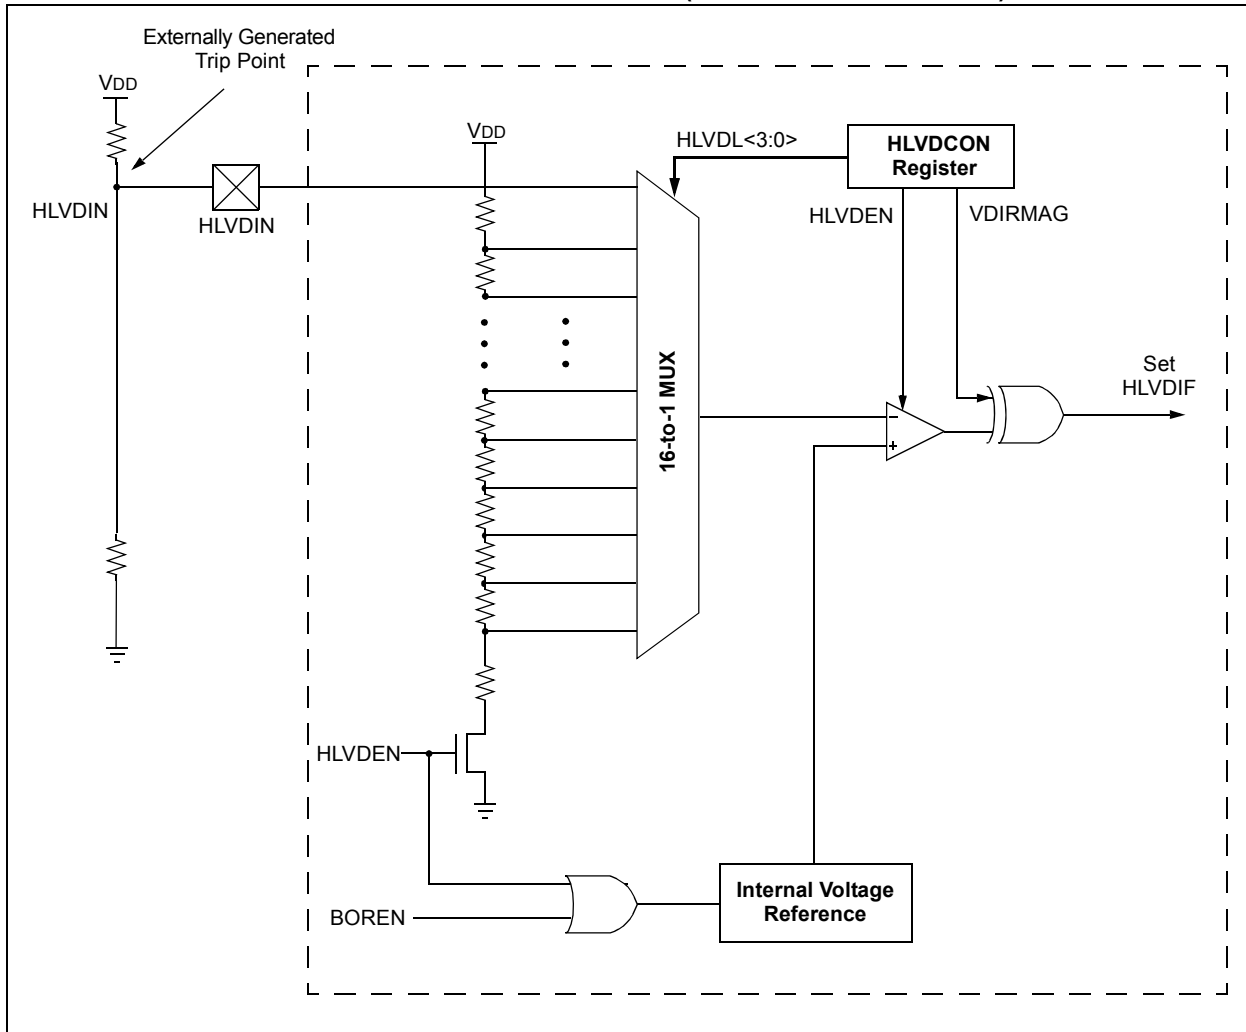 Externally Generated
Trip Point
VDD
HLVDIN
HLVDIN
VDD
HLVDL<3:0>
HLVDCON
Register
HLVDEN
VDIRMAG
16-to-1 MUX
–
+
Set
HLVDIF
HLVDEN
BOREN
Internal Voltage
Reference